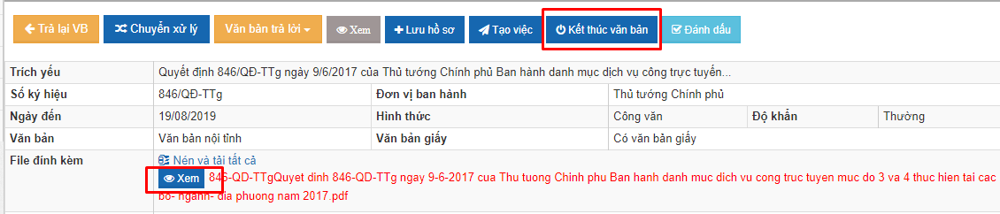 Trả lại VB Chuyển xử lý Văn bản trả lời Xem Lưu hồ sơ Tạo việc Kết thúc văn bản Đánh dấu
Trích yếu Quyết định 846/QĐ-TTg ngày 9/6/2017 của Thủ tướng Chính phủ Ban hành danh mục dịch vụ công trực tuyến...
Số ký hiệu 846/QĐ-TTg Đơn vị ban hành Thủ tướng Chính phủ
Ngày đến 19/08/2019 Hình thức Công văn Độ khẩn Thường
Văn bản Văn bản nội tỉnh Văn bản giấy Có văn bản giấy
File đính kèm Nén và tải tất cả
Xem 846-QD-TTgQuyet dinh 846-QD-TTg ngay 9-6-2017 cua Thu tuong Chinh phu Ban hanh danh muc dich vu cong truc tuyen muc do 3 va 4 thuc hien tai cac
bo- nganh- dia phuong nam 2017.pdf